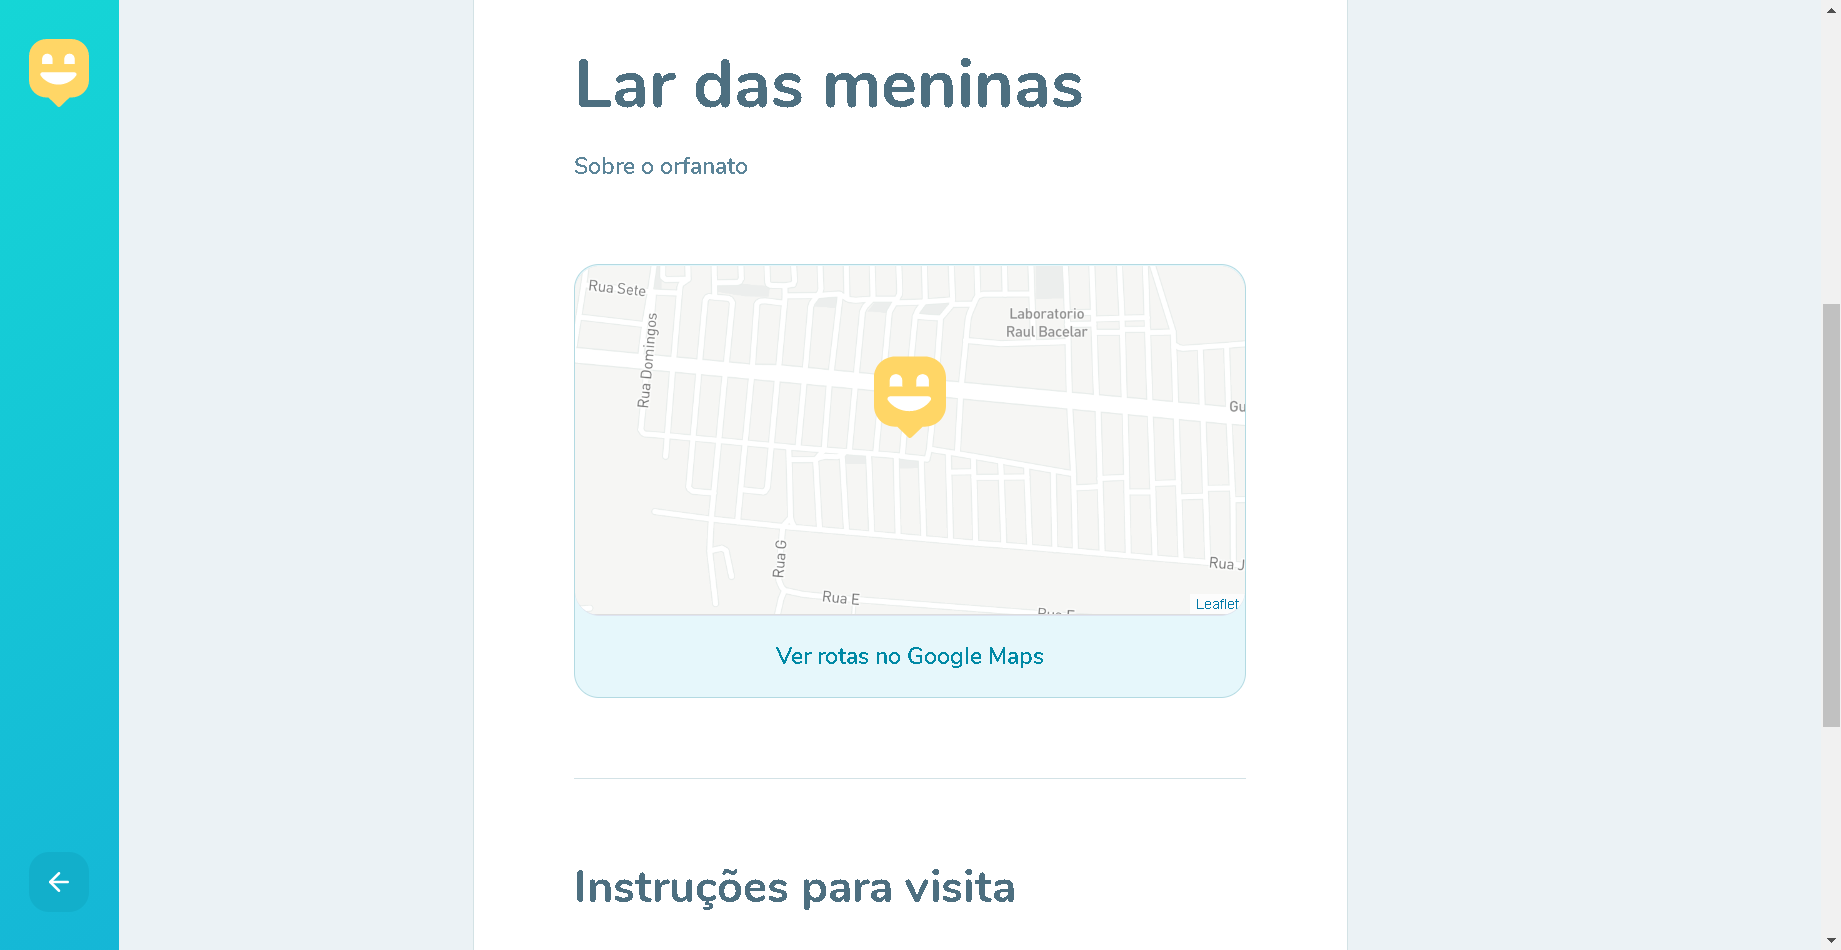 Lar das meninas
Sobre o orfanato
Rua Sete
Rua Domingos
Laboratorio
Raul Bacelar
Gu
Rua G
Rua J
Rua E
Leaflet
Ver rotas no Google Maps
Instruções para visita